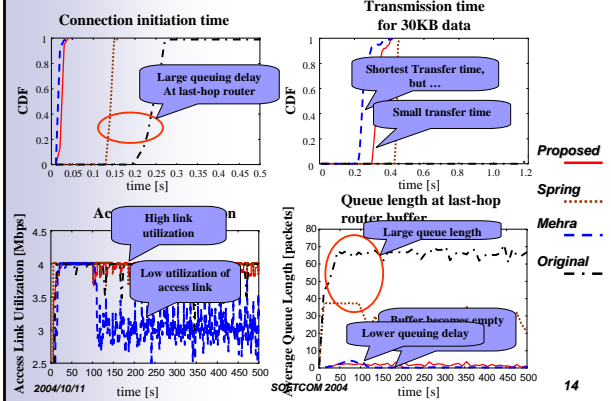 Connection initiation time
Transmission time
for 30KB data
CDF
1
0.8
0.6
0.4
0.2
0
0 0.05 0.1 0.15 0.2 0.25 0.3 0.35 0.4 0.45 0.5
time [s]
Large queuing delay
At last-hop router
CDF
1
0.8
0.6
0.4
0.2
0
0 0.2 0.4 0.6 0.8 1.0 1.2
time [s]
Shortest Transfer time,
but …
Small transfer time
Proposed
Spring
Mehra
Original
Access Link Utilization [Mbps]
4.5
4
3.5
3
2.5
0 50 100 150 200 250 300 350 400 450 500
time [s]
High link
utilization
Low utilization of
access link
Queue length at last-hop
router buffer
Average Queue Length [packets]
80
70
60
50
40
30
20
10
0
0 50 100 150 200 250 300 350 400 450 500
time [s]
Large queue length
Buffer becomes empty
Lower queuing delay
2004/10/11
SOFTCOM 2004
14